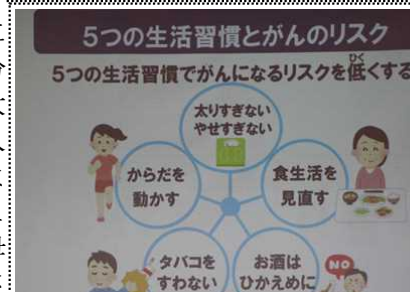 5つの生活習慣とがんのリスク
5つの生活習慣でがんになるリスクを低くする
ひく
太りすぎない
やせすぎない
からだを
動かす
食生活を
見直す
タバコを
すわない
お酒は
ひかえめに
NO